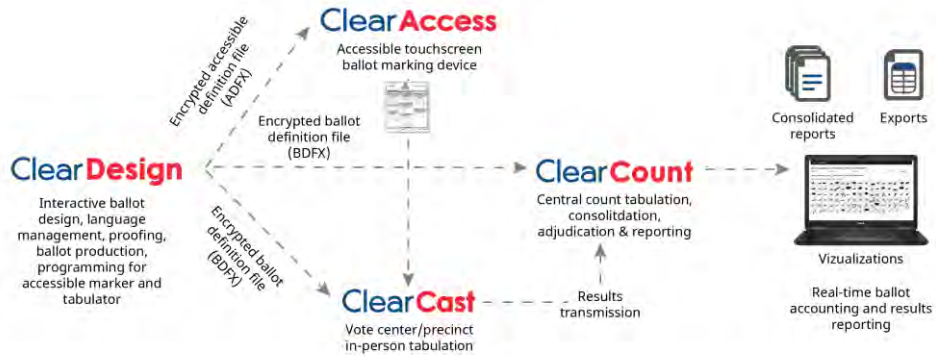 ClearAccess
Accessible touchscreen
ballot marking device
Encrypted accessible
definition file
(ADFX)
Encrypted ballot
definition file
(BDFX)
ClearDesign
Interactive ballot
design, language
management, proofing,
ballot production,
programming for
accessible marker and
tabulator
Encrypted ballot
definition file
(BDFX)
ClearCast
Vote center/precinct
in-person tabulation
Results
transmission
ClearCount
Central count tabulation,
consolitdation,
adjudication & reporting
Consolidated
reports
Exports
Vizualizations
Real-time ballot
accounting and results
reporting